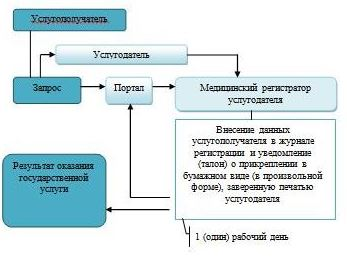 Услугополучатель
Услугодатель
Запрос
Портал
Медицинский регистратор
услугодателя
Внесение данных
услугополучателя в журнале
регистрации и уведомление
(талон) о прикреплении в
бумажном виде (в произвольной
форме), заверенную печатью
услугодателя
Результат оказания
государственной
услуги
1 (один) рабочий день